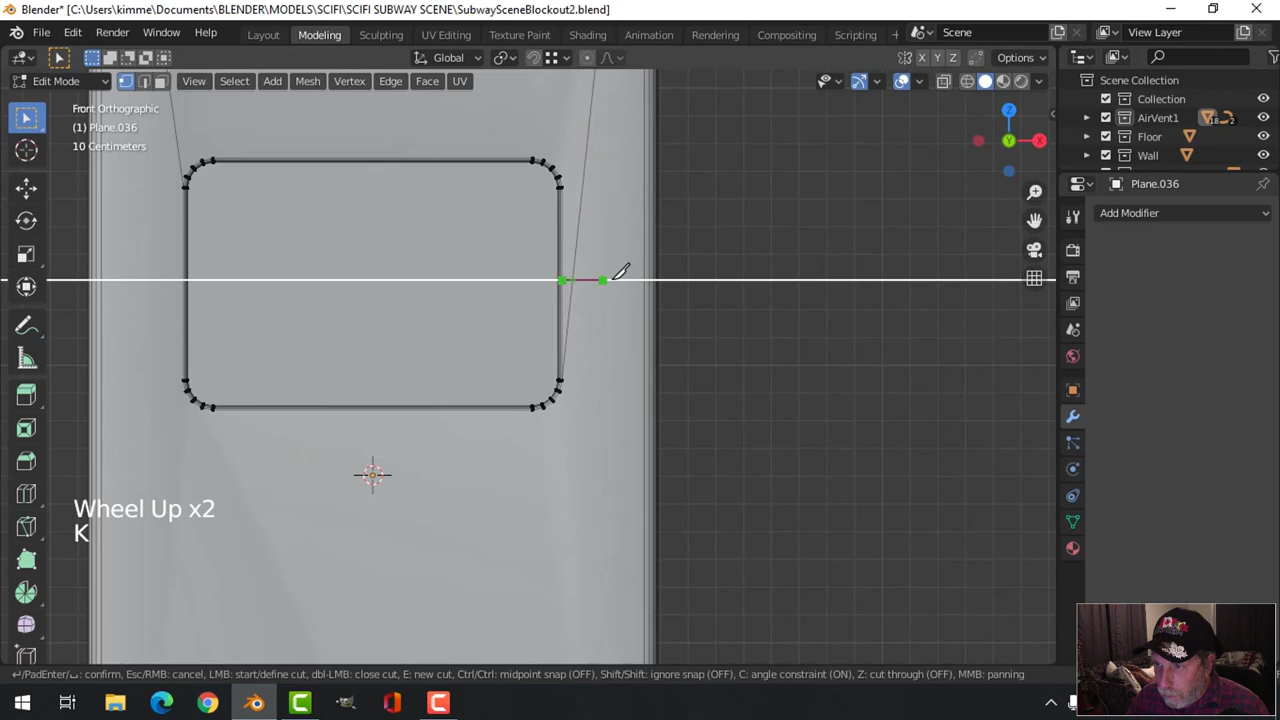 Blender* [C:\Users\kimme\Documents\BLENDER\MODELS\SCIFI\SCIFI SUBWAY SCENE\SubwaySceneBlockout2.blend]
File Edit Render Window Help Layout Modeling Sculpting UV Editing Texture Paint Shading Animation Rendering Compositing Scripting Scene View Layer
Global X Y Z Options
Edit Mode View Select Add Mesh Vertex Edge Face UV
Scene Collection
Collection
AirVent1 18 2
Floor
Wall
Front Orthographic
(1) Plane.036
10 Centimeters
Z
X
Y
Plane.036
Add Modifier
Wheel Up x2
K
PadEnter/: confirm, Esc/RMB: cancel, LMB: start/define cut, dbl-LMB: close cut, E: new cut, Ctrl/Ctrl: midpoint snap (OFF), Shift/Shift: ignore snap (OFF), C: angle constraint (ON), Z: cut through (OFF), MMB: panning